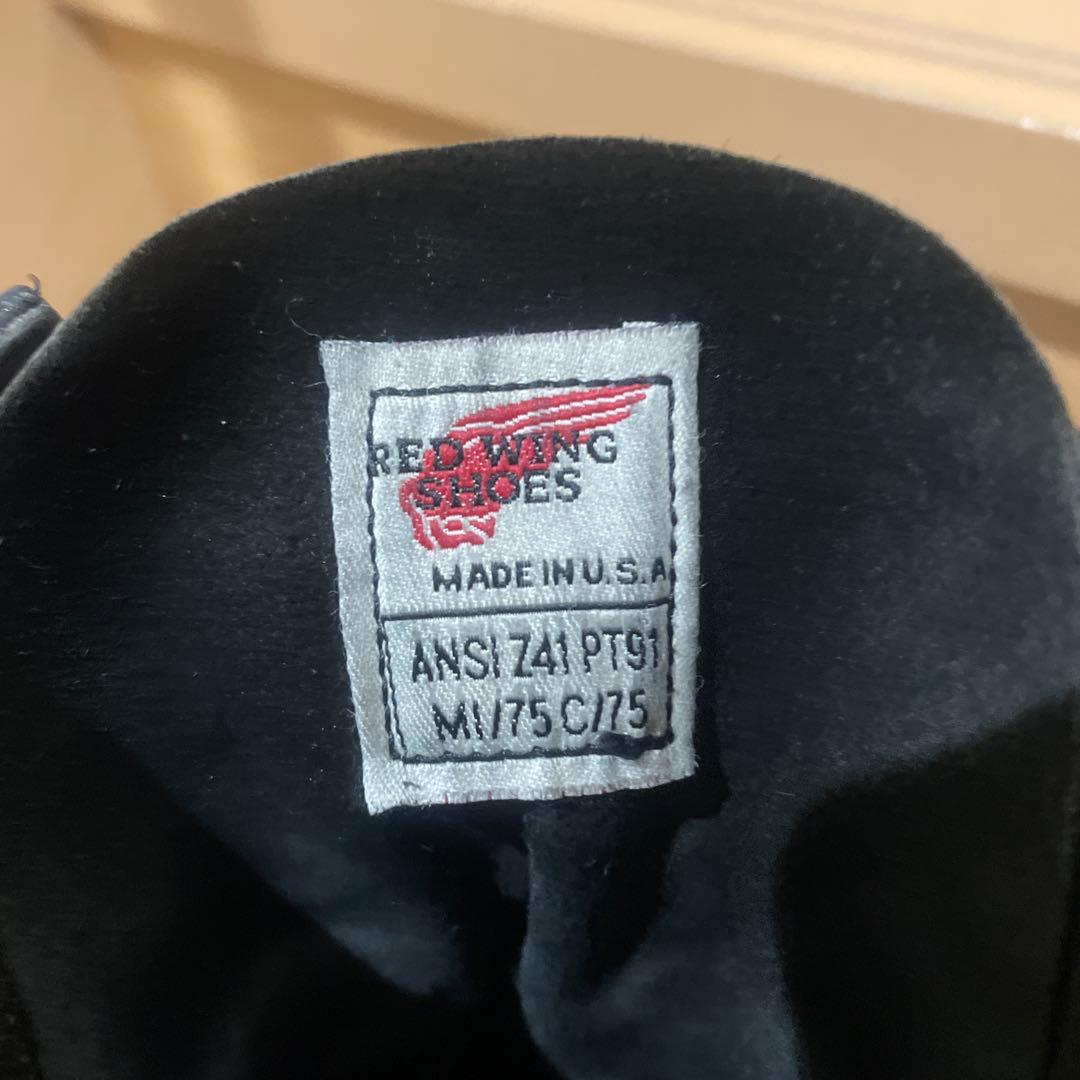 RED WING
SHOES
MADE IN U.S.A
ANSI Z41 PT91
MI/75 C/75